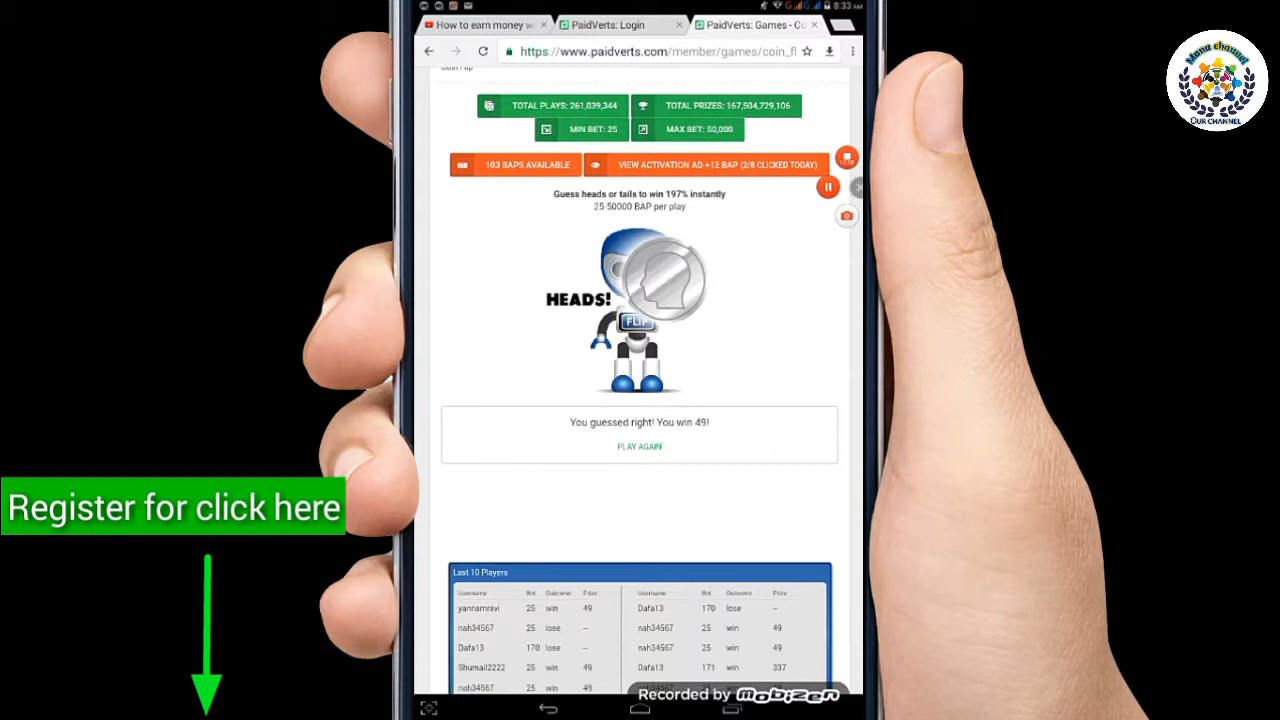 8:33AM
How to earn money w
PaidVerts: Login
PaidVerts: Games - Co
https://www.paidverts.com/member/games/coin_fl
Coin Flip
TOTAL PLAYS: 261,039,344
TOTAL PRIZES: 167,504,729,106
MIN BET: 25
MAX BET: 50,000
103 BAPS AVAILABLE
VIEW ACTIVATION AD +12 BAP (2/8 CLICKED TODAY)
Guess heads or tails to win 197% instantly
25-50000 BAP per play
HEADS!
FLIP
You guessed right! You win 49!
PLAY AGAIN
Register for click here
Last 10 Players
Username Bet Outcome Prize Username Bet Outcome Prize
yannamravi 25 win 49 Dafa13 170 lose --
nah34567 25 lose -- nah34567 25 win 49
Dafa13 170 lose -- nah34567 25 win 49
Shumail2222 25 win 49 Dafa13 171 win 337
nah34567 25 win
Recorded by mobizen
Mana channel
OUR CHANNEL